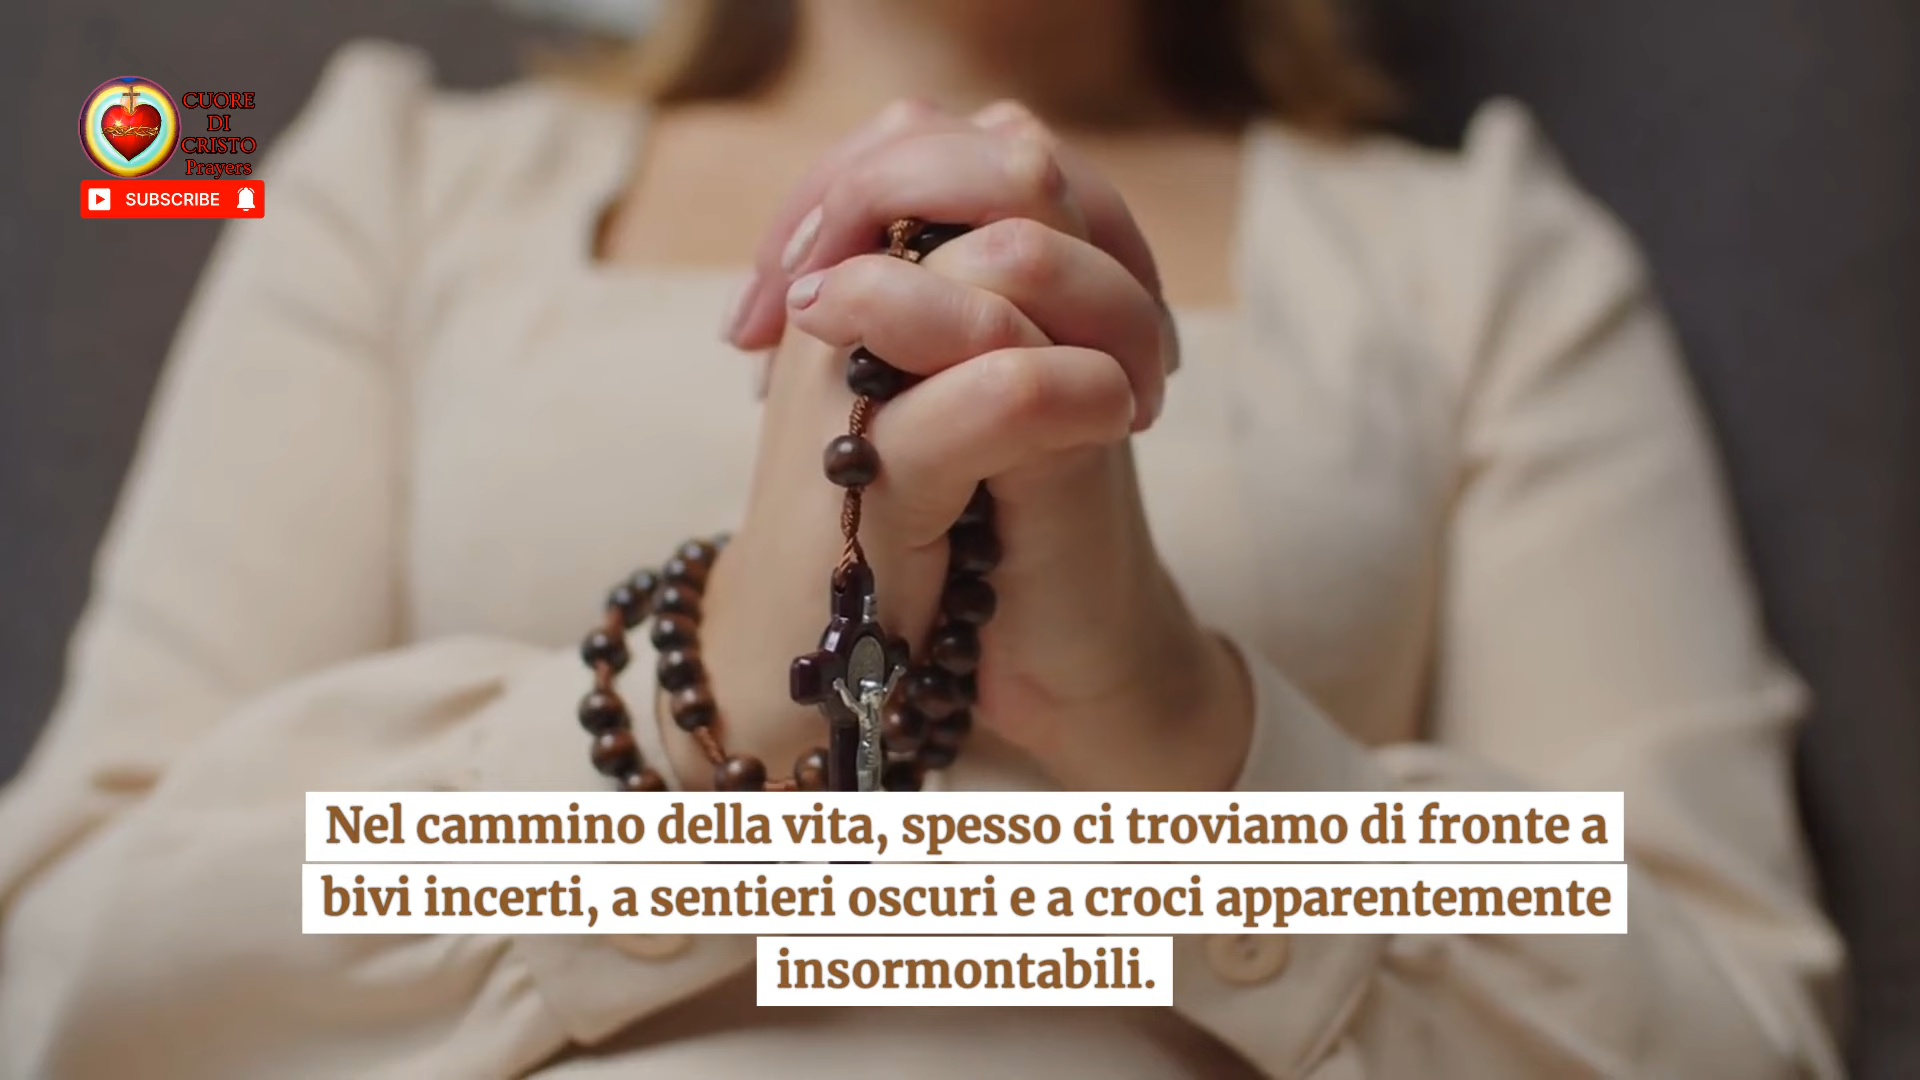 CUORE
DI
CRISTO
Prayers
SUBSCRIBE
Nel cammino della vita, spesso ci troviamo di fronte a
bivi incerti, a sentieri oscuri e a croci apparentemente
insormontabili.